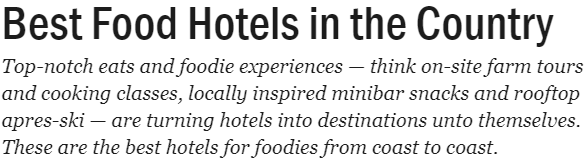 Best Food Hotels in the Country
Top-notch eats and foodie experiences — think on-site farm tours
and cooking classes, locally inspired minibar snacks and rooftop
apres-ski — are turning hotels into destinations unto themselves.
These are the best hotels for foodies from coast to coast.